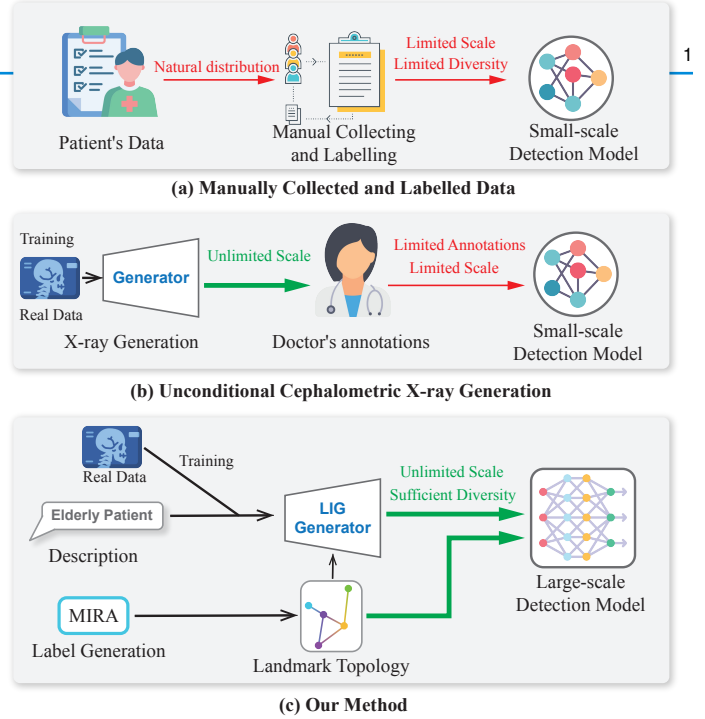 1
Natural distribution
Limited Scale
Limited Diversity
Patient's Data
Manual Collecting
and Labelling
Small-scale
Detection Model
(a) Manually Collected and Labelled Data
Training
Real Data
Generator
X-ray Generation
Unlimited Scale
Doctor's annotations
Limited Annotations
Limited Scale
Small-scale
Detection Model
(b) Unconditional Cephalometric X-ray Generation
Real Data
Training
Elderly Patient
Description
LIG
Generator
Unlimited Scale
Sufficient Diversity
MIRA
Label Generation
Landmark Topology
Large-scale
Detection Model
(c) Our Method